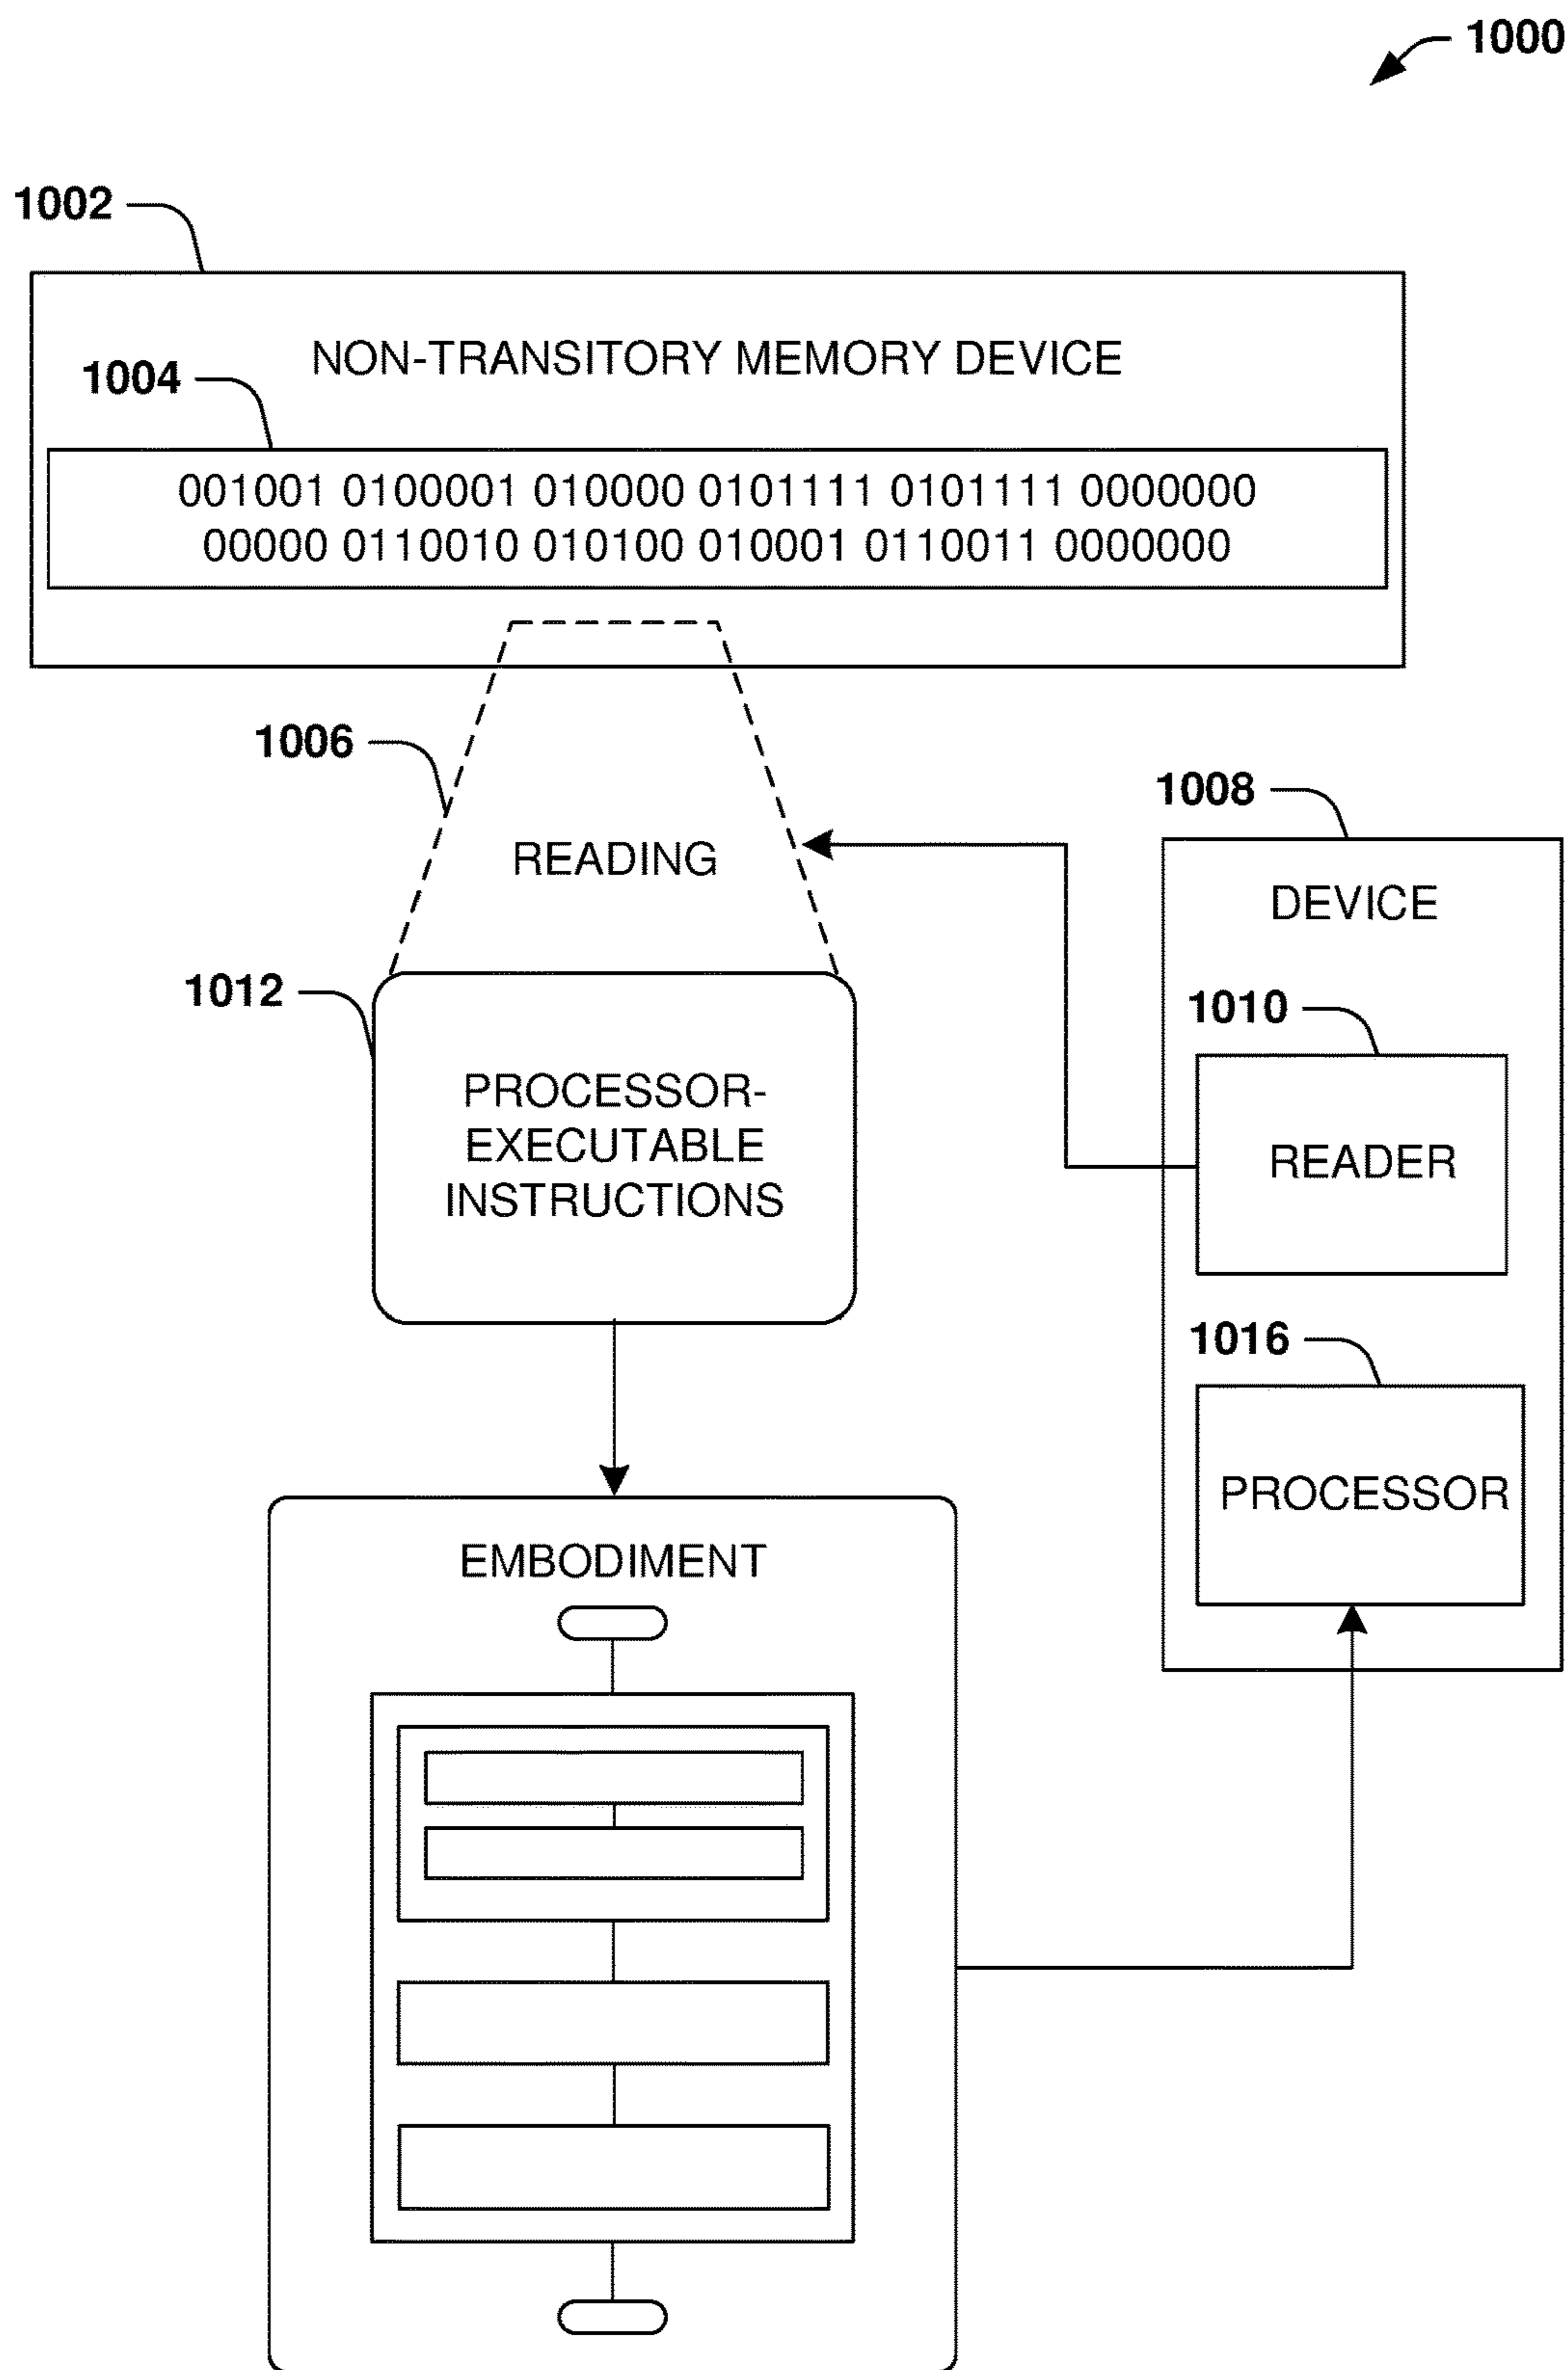 1000
1002
NON-TRANSITORY MEMORY DEVICE
1004
001001 0100001 010000 0101111 0101111 0000000
00000 0110010 010100 010001 0110011 0000000
1006
READING
1008
DEVICE
1012
1010
PROCESSOR-
EXECUTABLE
INSTRUCTIONS
READER
1016
PROCESSOR
EMBODIMENT